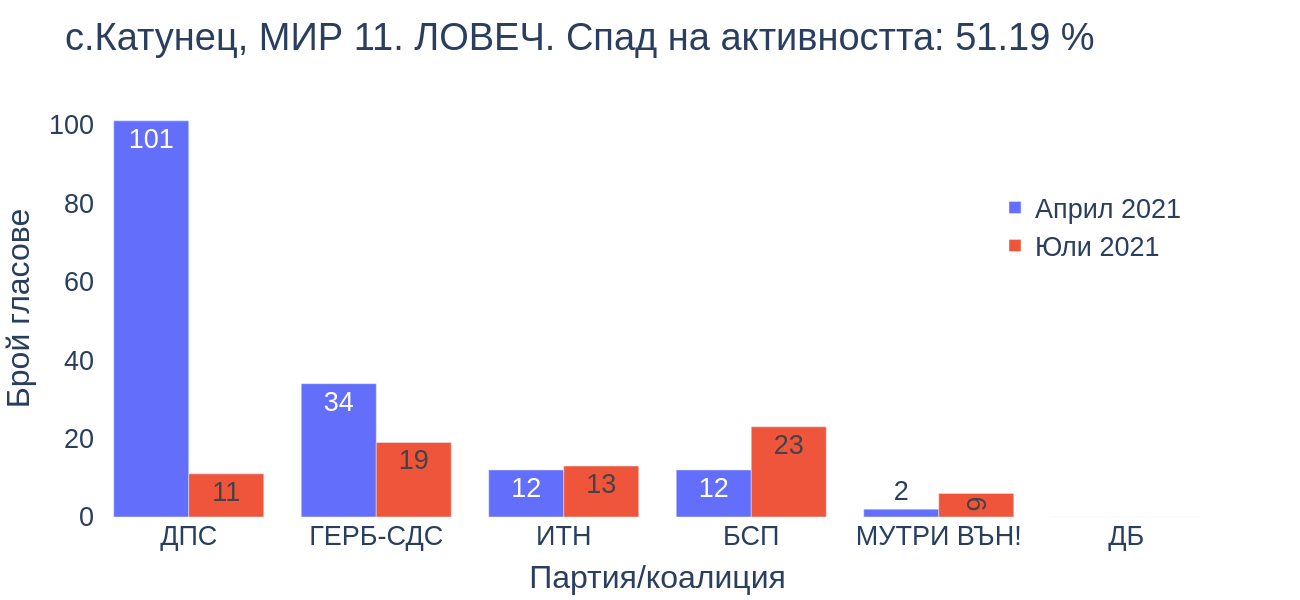 с.Катунец, МИР 11. ЛОВЕЧ. Спад на активността: 51.19 %
Брой гласове
100
80
60
40
20
0
101
11
34
19
12
13
12
23
2
6
Април 2021
Юли 2021
ДПС
ГЕРБ-СДС
ИТН
БСП
МУТРИ ВЪН!
ДБ
Партия/коалиция